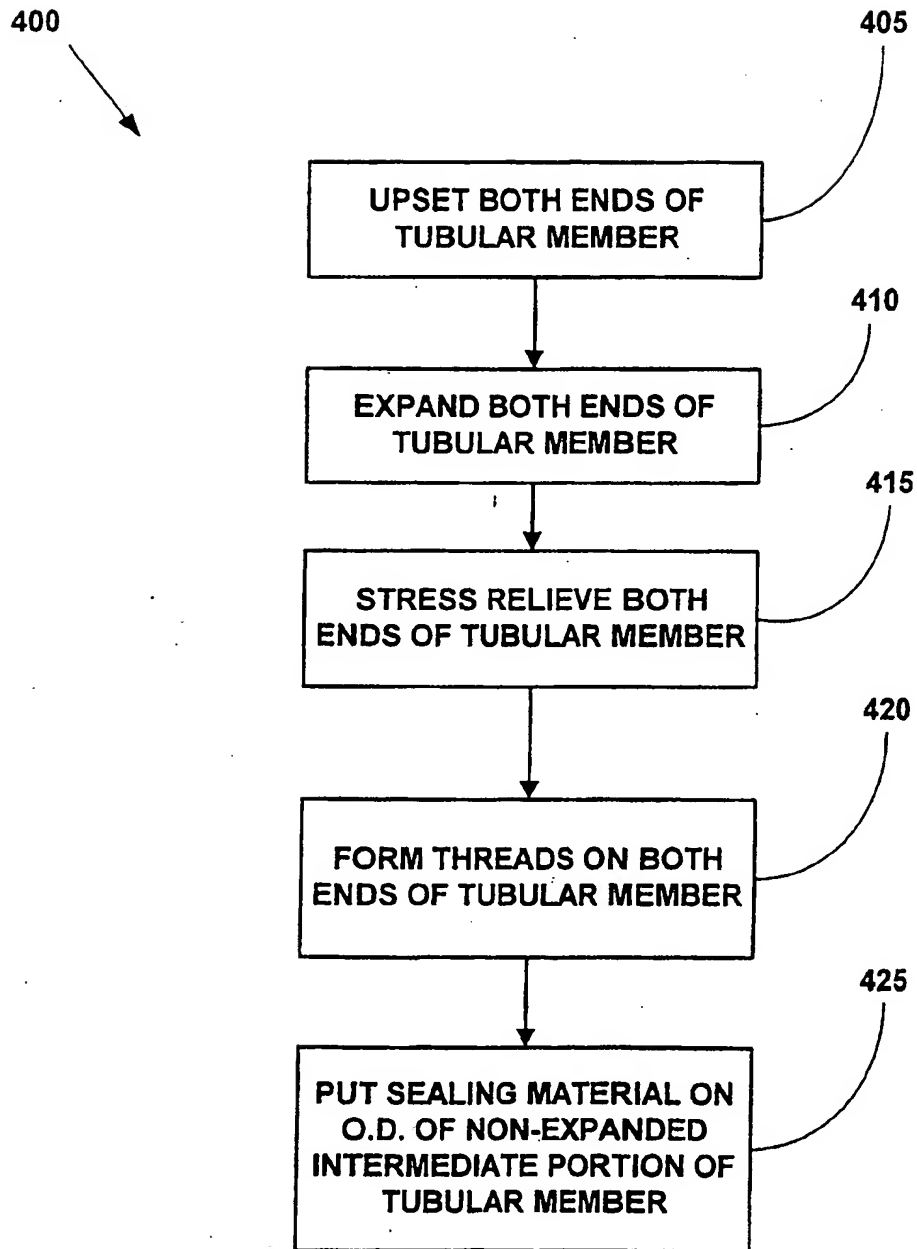 400
405
UPSET BOTH ENDS OF
TUBULAR MEMBER
410
EXPAND BOTH ENDS OF
TUBULAR MEMBER
415
STRESS RELIEVE BOTH
ENDS OF TUBULAR MEMBER
420
FORM THREADS ON BOTH
ENDS OF TUBULAR MEMBER
425
PUT SEALING MATERIAL ON
O.D. OF NON-EXPANDED
INTERMEDIATE PORTION OF
TUBULAR MEMBER